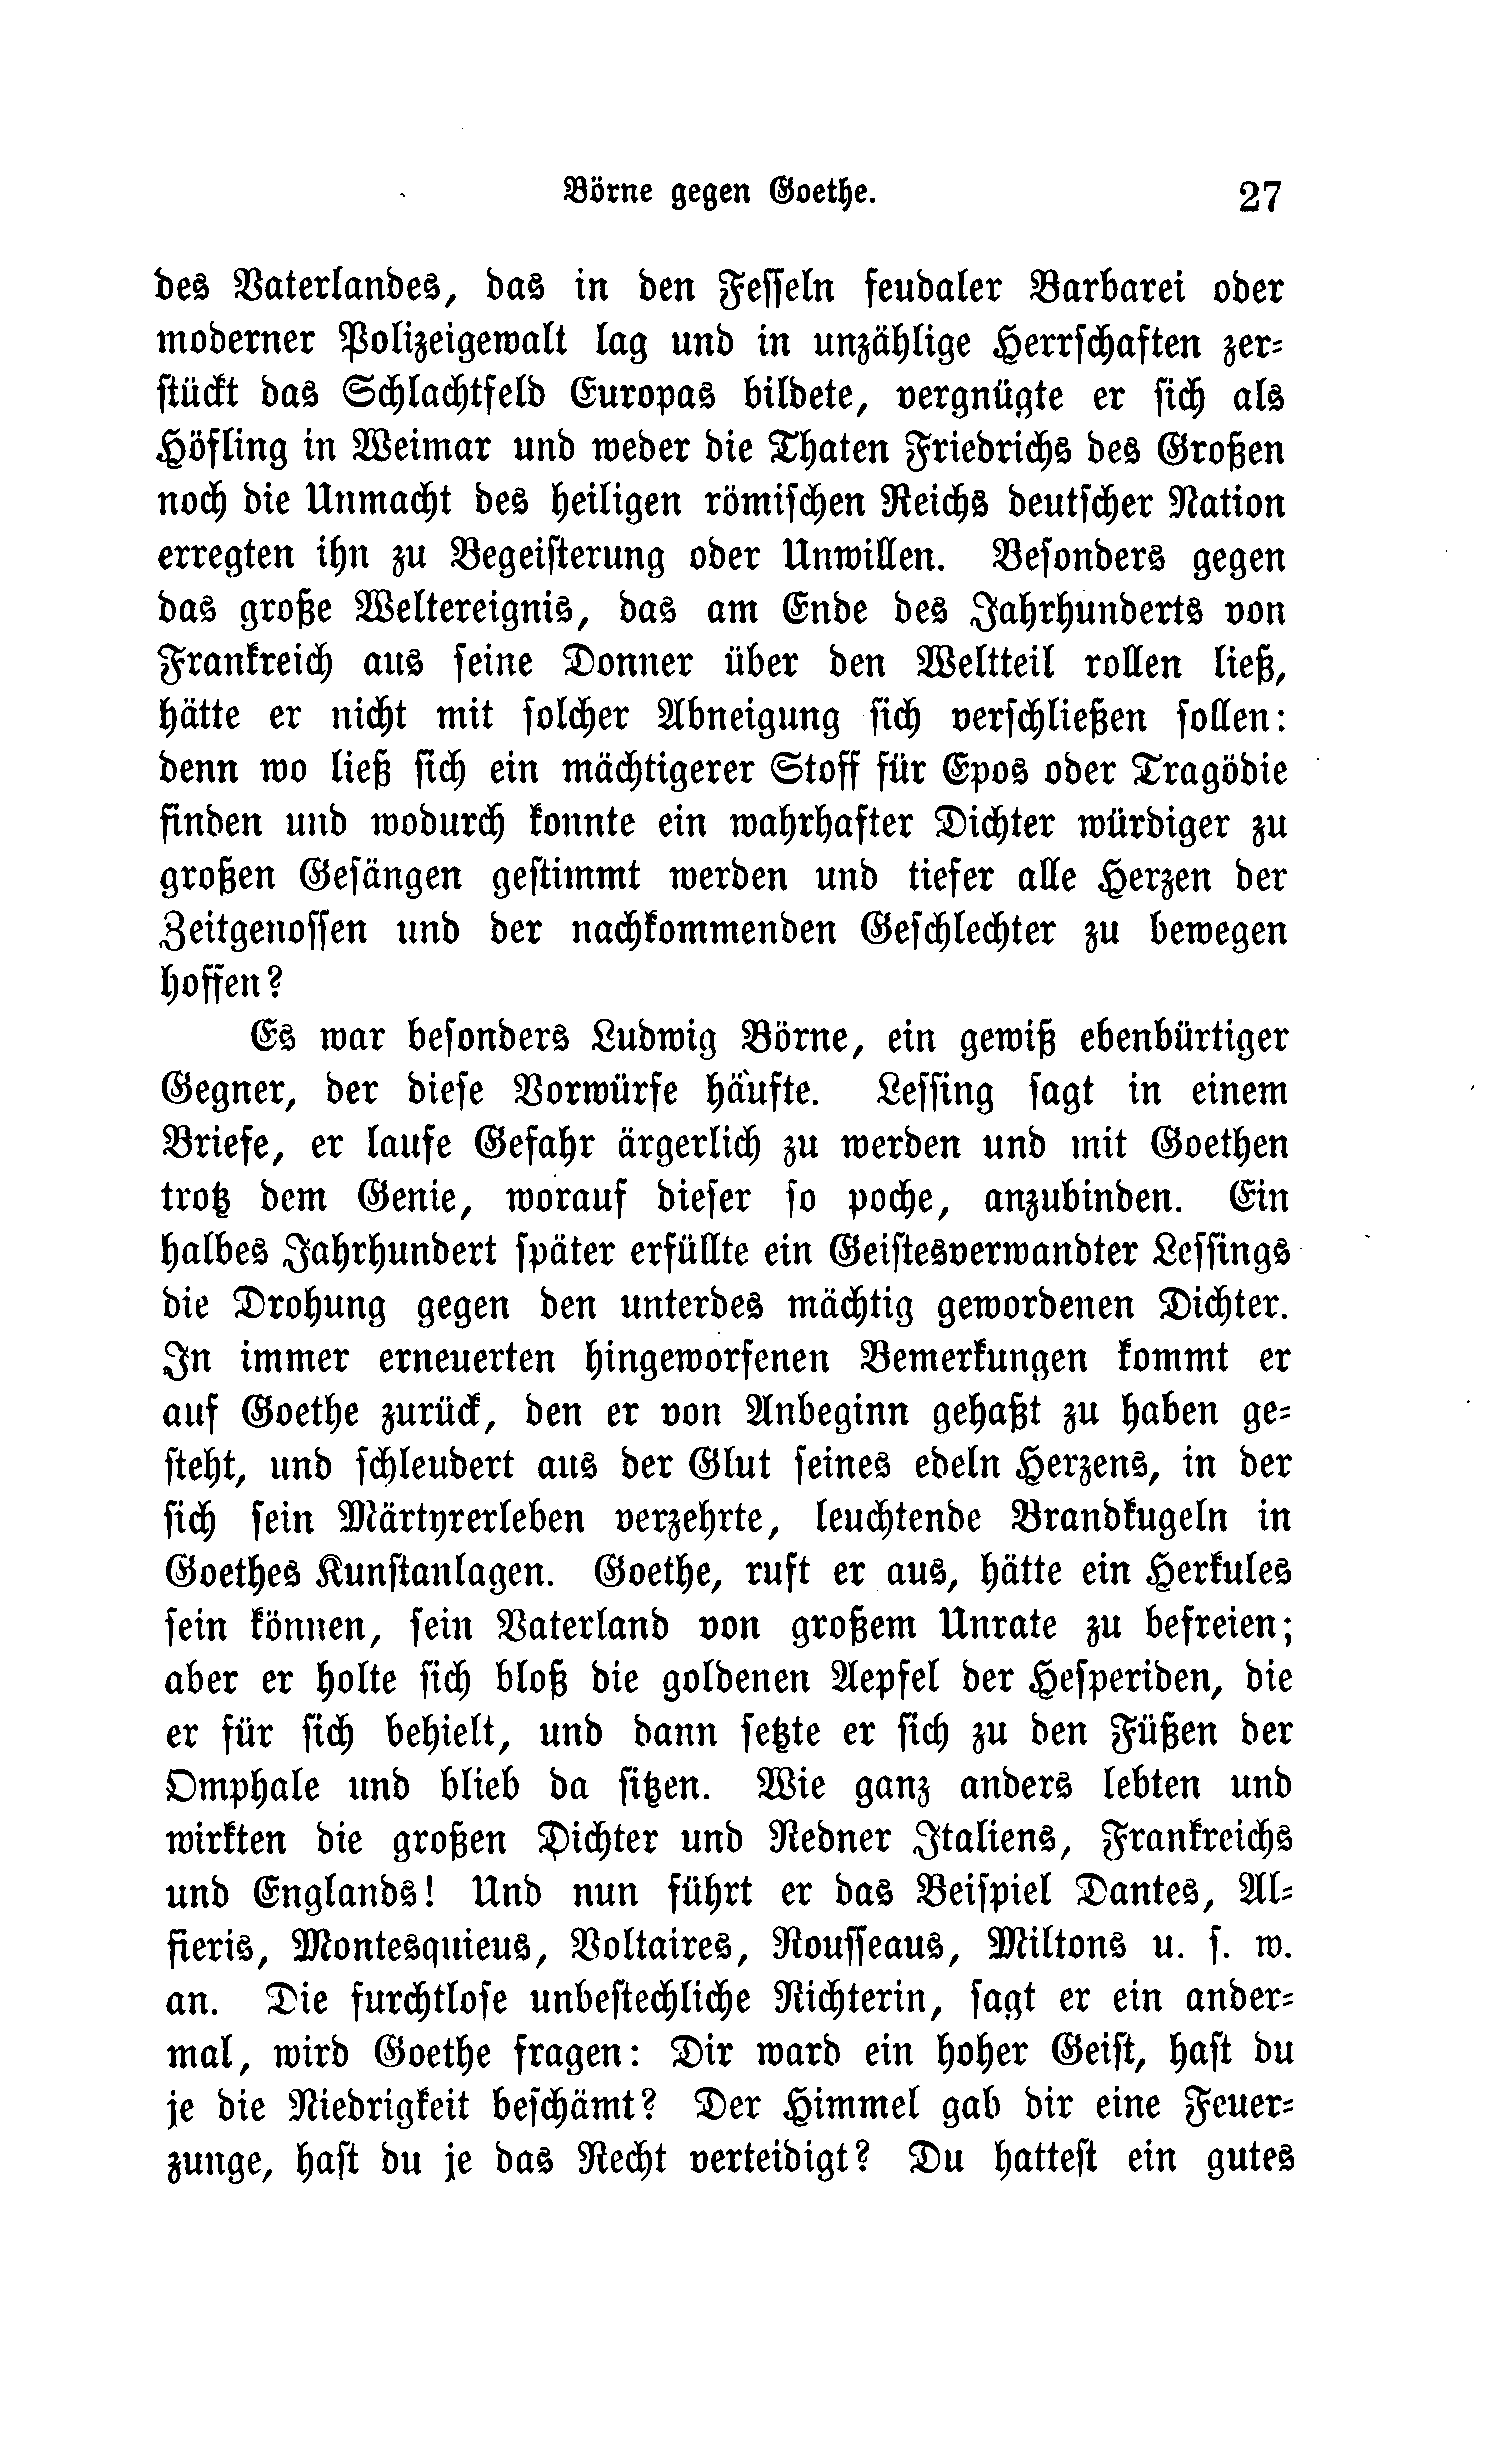 Börne gegen Goethe. 27
des Vaterlandes, das in den Feſſeln feudaler Barbarei oder
moderner Polizeigewalt lag und in unzählige Herrſchaften zer-
ſtückt das Schlachtfeld Europas bildete, vergnügte er ſich als
Höfling in Weimar und weder die Thaten Friedrichs des Großen
noch die Unmacht des heiligen römiſchen Reichs deutſcher Nation
erregten ihn zu Begeiſterung oder Unwillen. Beſonders gegen
das große Weltereignis, das am Ende des Jahrhunderts von
Frankreich aus ſeine Donner über den Weltteil rollen ließ,
hätte er nicht mit ſolcher Abneigung ſich verſchließen ſollen:
denn wo ließ ſich ein mächtigerer Stoff für Epos oder Tragödie
finden und wodurch konnte ein wahrhafter Dichter würdiger zu
großen Geſängen geſtimmt werden und tiefer alle Herzen der
Zeitgenoſſen und der nachkommenden Geſchlechter zu bewegen
hoffen?
Es war beſonders Ludwig Börne, ein gewiß ebenbürtiger
Gegner, der dieſe Vorwürfe häufte. Leſſing ſagt in einem
Briefe, er laufe Gefahr ärgerlich zu werden und mit Goethen
trotz dem Genie, worauf dieſer ſo poche, anzubinden. Ein
halbes Jahrhundert ſpäter erfüllte ein Geiſtesverwandter Leſſings
die Drohung gegen den unterdes mächtig gewordenen Dichter.
In immer erneuerten hingeworfenen Bemerkungen kommt er
auf Goethe zurück, den er von Anbeginn gehaßt zu haben ge-
ſteht, und ſchleudert aus der Glut ſeines edeln Herzens, in der
ſich ſein Märtyrerleben verzehrte, leuchtende Brandkugeln in
Goethes Kunſtanlagen. Goethe, ruft er aus, hätte ein Herkules
ſein können, ſein Vaterland von großem Unrate zu befreien;
aber er holte ſich bloß die goldenen Aepfel der Heſperiden, die
er für ſich behielt, und dann ſetzte er ſich zu den Füßen der
Omphale und blieb da ſitzen. Wie ganz anders lebten und
wirkten die großen Dichter und Redner Italiens, Frankreichs
und Englands! Und nun führt er das Beiſpiel Dantes, Al-
fieris, Montesquieus, Voltaires, Rouſſeaus, Miltons u. ſ. w.
an. Die furchtloſe unbeſtechliche Richterin, ſagt er ein ander-
mal, wird Goethe fragen: Dir ward ein hoher Geiſt, haſt du
je die Niedrigkeit beſchämt? Der Himmel gab dir eine Feuer-
zunge, haſt du je das Recht verteidigt? Du hatteſt ein gutes